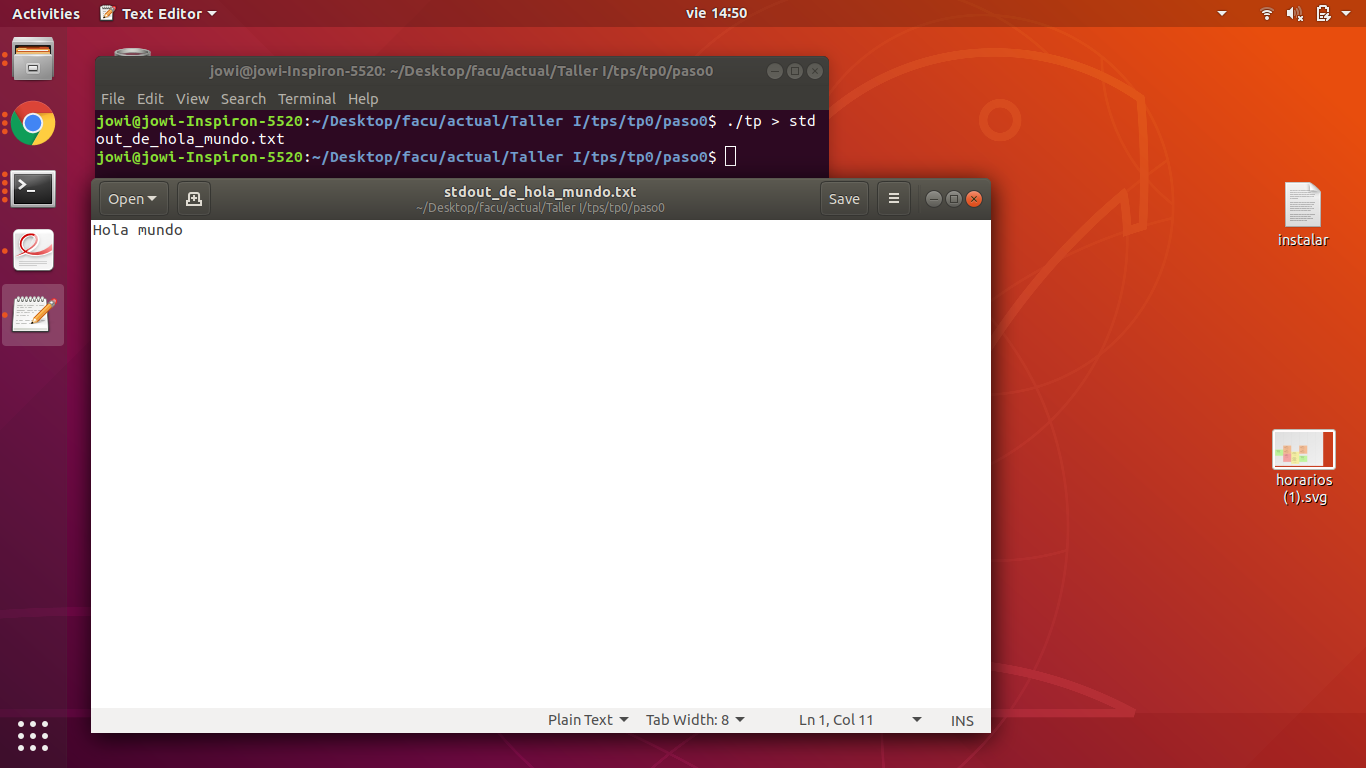 Activities Text Editor vie 14:50
jowi@jowi-Inspiron-5520: ~/Desktop/facu/actual/Taller I/tps/tp0/paso0
File Edit View Search Terminal Help
jowi@jowi-Inspiron-5520:~/Desktop/facu/actual/Taller I/tps/tp0/paso0$ ./tp > std
out_de_hola_mundo.txt
jowi@jowi-Inspiron-5520:~/Desktop/facu/actual/Taller I/tps/tp0/paso0$
Open stdout_de_hola_mundo.txt Save
~/Desktop/facu/actual/Taller I/tps/tp0/paso0
Hola mundo
Plain Text Tab Width: 8 Ln 1, Col 11 INS
instalar
horarios
(1).svg